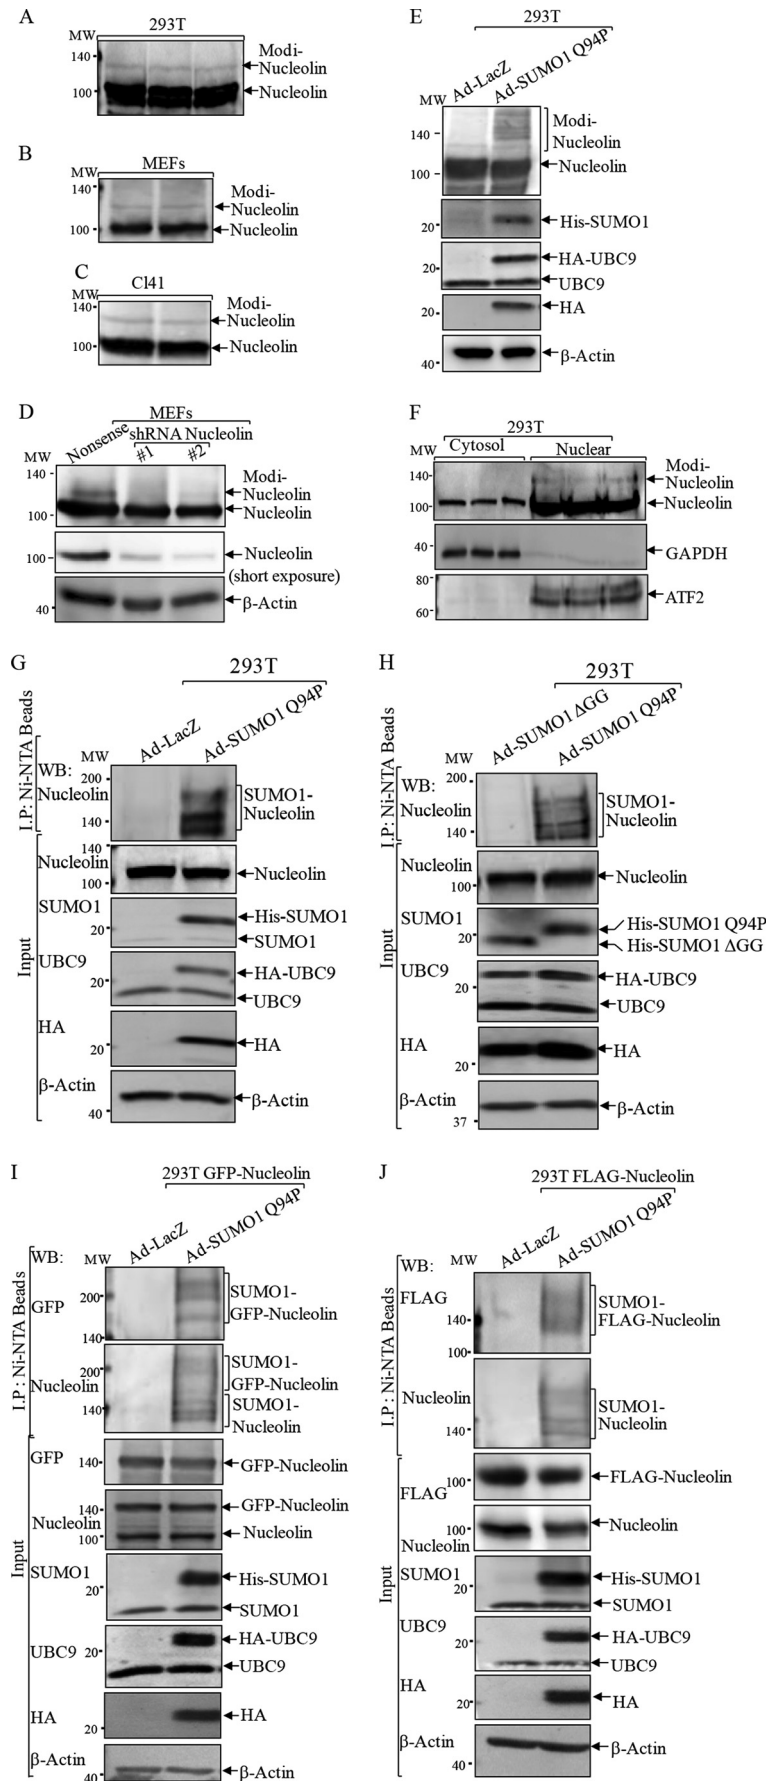 A
293T
MW
140
Modi-
Nucleolin
100
Nucleolin
B
MEFs
MW
140
Modi-
Nucleolin
100
Nucleolin
C
Cl41
MW
140
Modi-
Nucleolin
100
Nucleolin
D
MEFs
Nonsense
shRNA Nucleolin
#1 #2
MW
140
Modi-
Nucleolin
100
Nucleolin
100
Nucleolin
(short exposure)
40
β-Actin
E
293T
Ad-LacZ
Ad-SUMO1 Q94P
MW
140
Modi-
Nucleolin
100
Nucleolin
20
His-SUMO1
20
HA-UBC9
UBC9
20
HA
40
β-Actin
F
293T
Cytosol Nuclear
MW
140
Modi-
Nucleolin
100
Nucleolin
40
GAPDH
80
60
ATF2
G
293T
Ad-LacZ
Ad-SUMO1 Q94P
I.P: Ni-NTA Beads
MW
WB:
200
Nucleolin
140
SUMO1-
Nucleolin
Input
140
Nucleolin
100
Nucleolin
SUMO1
20
His-SUMO1
SUMO1
UBC9
20
HA-UBC9
UBC9
HA
20
HA
β-Actin
40
β-Actin
H
293T
Ad-SUMO1 ΔGG
Ad-SUMO1 Q94P
I.P: Ni-NTA Beads
MW
WB:
200
Nucleolin
140
SUMO1-
Nucleolin
Input
Nucleolin
100
Nucleolin
SUMO1
20
His-SUMO1 Q94P
His-SUMO1 ΔGG
UBC9
20
HA-UBC9
UBC9
HA
20
HA
β-Actin
37
β-Actin
I
293T GFP-Nucleolin
Ad-LacZ
Ad-SUMO1 Q94P
I.P: Ni-NTA Beads
WB:
MW
GFP
200
140
SUMO1-
GFP-Nucleolin
200
Nucleolin
140
SUMO1-
GFP-Nucleolin
SUMO1-
Nucleolin
Input
GFP
140
GFP-Nucleolin
Nucleolin
140
100
GFP-Nucleolin
Nucleolin
SUMO1
20
His-SUMO1
SUMO1
UBC9
20
HA-UBC9
UBC9
HA
20
HA
β-Actin
40
β-Actin
J
293T FLAG-Nucleolin
Ad-LacZ
Ad-SUMO1 Q94P
I.P: Ni-NTA Beads
WB:
MW
FLAG
140
100
SUMO1-
FLAG-Nucleolin
Nucleolin
140
SUMO1-
Nucleolin
Input
FLAG
100
FLAG-Nucleolin
Nucleolin
100
Nucleolin
SUMO1
20
His-SUMO1
SUMO1
UBC9
20
HA-UBC9
UBC9
HA
20
HA
β-Actin
40
β-Actin